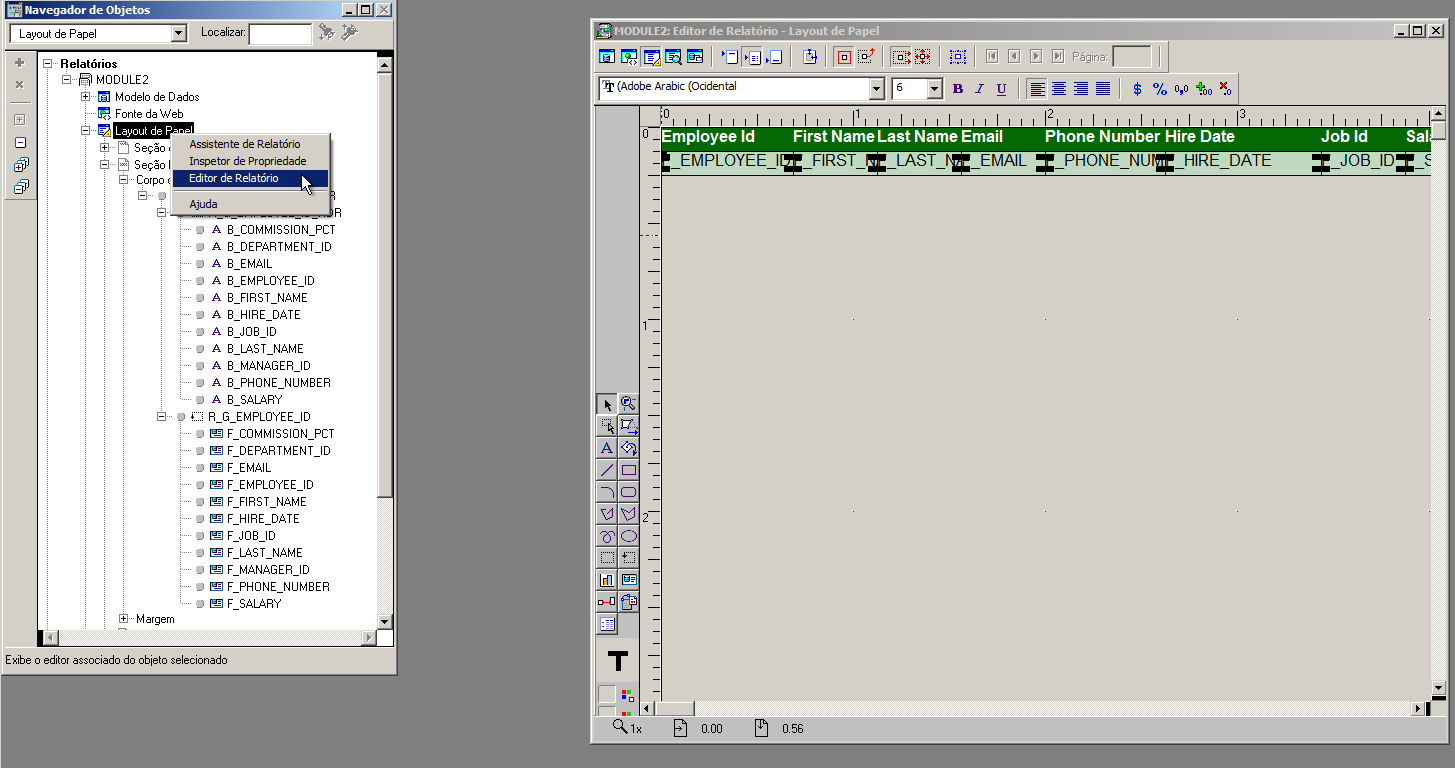 Navegador de Objetos
Layout de Papel
Localizar:
Relatórios
MODULE2
Modelo de Dados
Fonte da Web
Layout de Papel
Seção
Seção
Corpo
Assistente de Relatório
Inspetor de Propriedade
Editor de Relatório
Ajuda
B_COMMISSION_PCT
B_DEPARTMENT_ID
B_EMAIL
B_EMPLOYEE_ID
B_FIRST_NAME
B_HIRE_DATE
B_JOB_ID
B_LAST_NAME
B_MANAGER_ID
B_PHONE_NUMBER
B_SALARY
R_G_EMPLOYEE_ID
F_COMMISSION_PCT
F_DEPARTMENT_ID
F_EMAIL
F_EMPLOYEE_ID
F_FIRST_NAME
F_HIRE_DATE
F_JOB_ID
F_LAST_NAME
F_MANAGER_ID
F_PHONE_NUMBER
F_SALARY
Margem
Exibe o editor associado do objeto selecionado
MODULE2: Editor de Relatório - Layout de Papel
Página:
(Adobe Arabic (Ocidental 6 B I U $ % 0,0
0 1 2 3
0
Employee Id First Name Last Name Email Phone Number Hire Date Job Id Sal
_EMPLOYEE_ID _FIRST_N _LAST_N _EMAIL _PHONE_NUM _HIRE_DATE _JOB_ID _S
1
2
1x 0.00 0.56